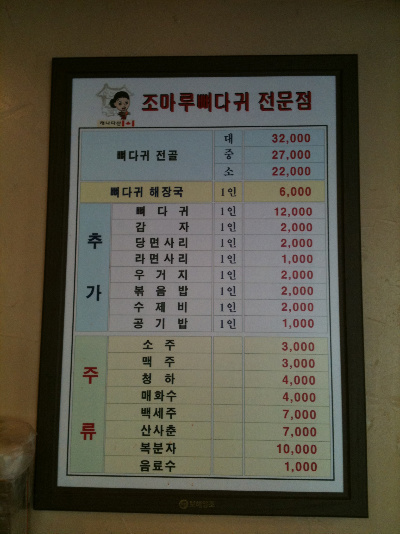 조마루뼈다귀 전문점
뼈다귀 전골 대 32,000
중 27,000
소 22,000
뼈다귀 해장국 1인 6,000
추가
뼈 다 귀 1인 12,000
감 자 1인 2,000
당면사리 1인 2,000
라면사리 1인 1,000
우 거 지 1인 2,000
볶 음 밥 1인 2,000
수 제 비 1인 2,000
공 기 밥 1인 1,000
주류
소 주 3,000
맥 주 3,000
청 하 4,000
매화수 4,000
백세주 7,000
산사춘 7,000
복분자 10,000
음료수 1,000